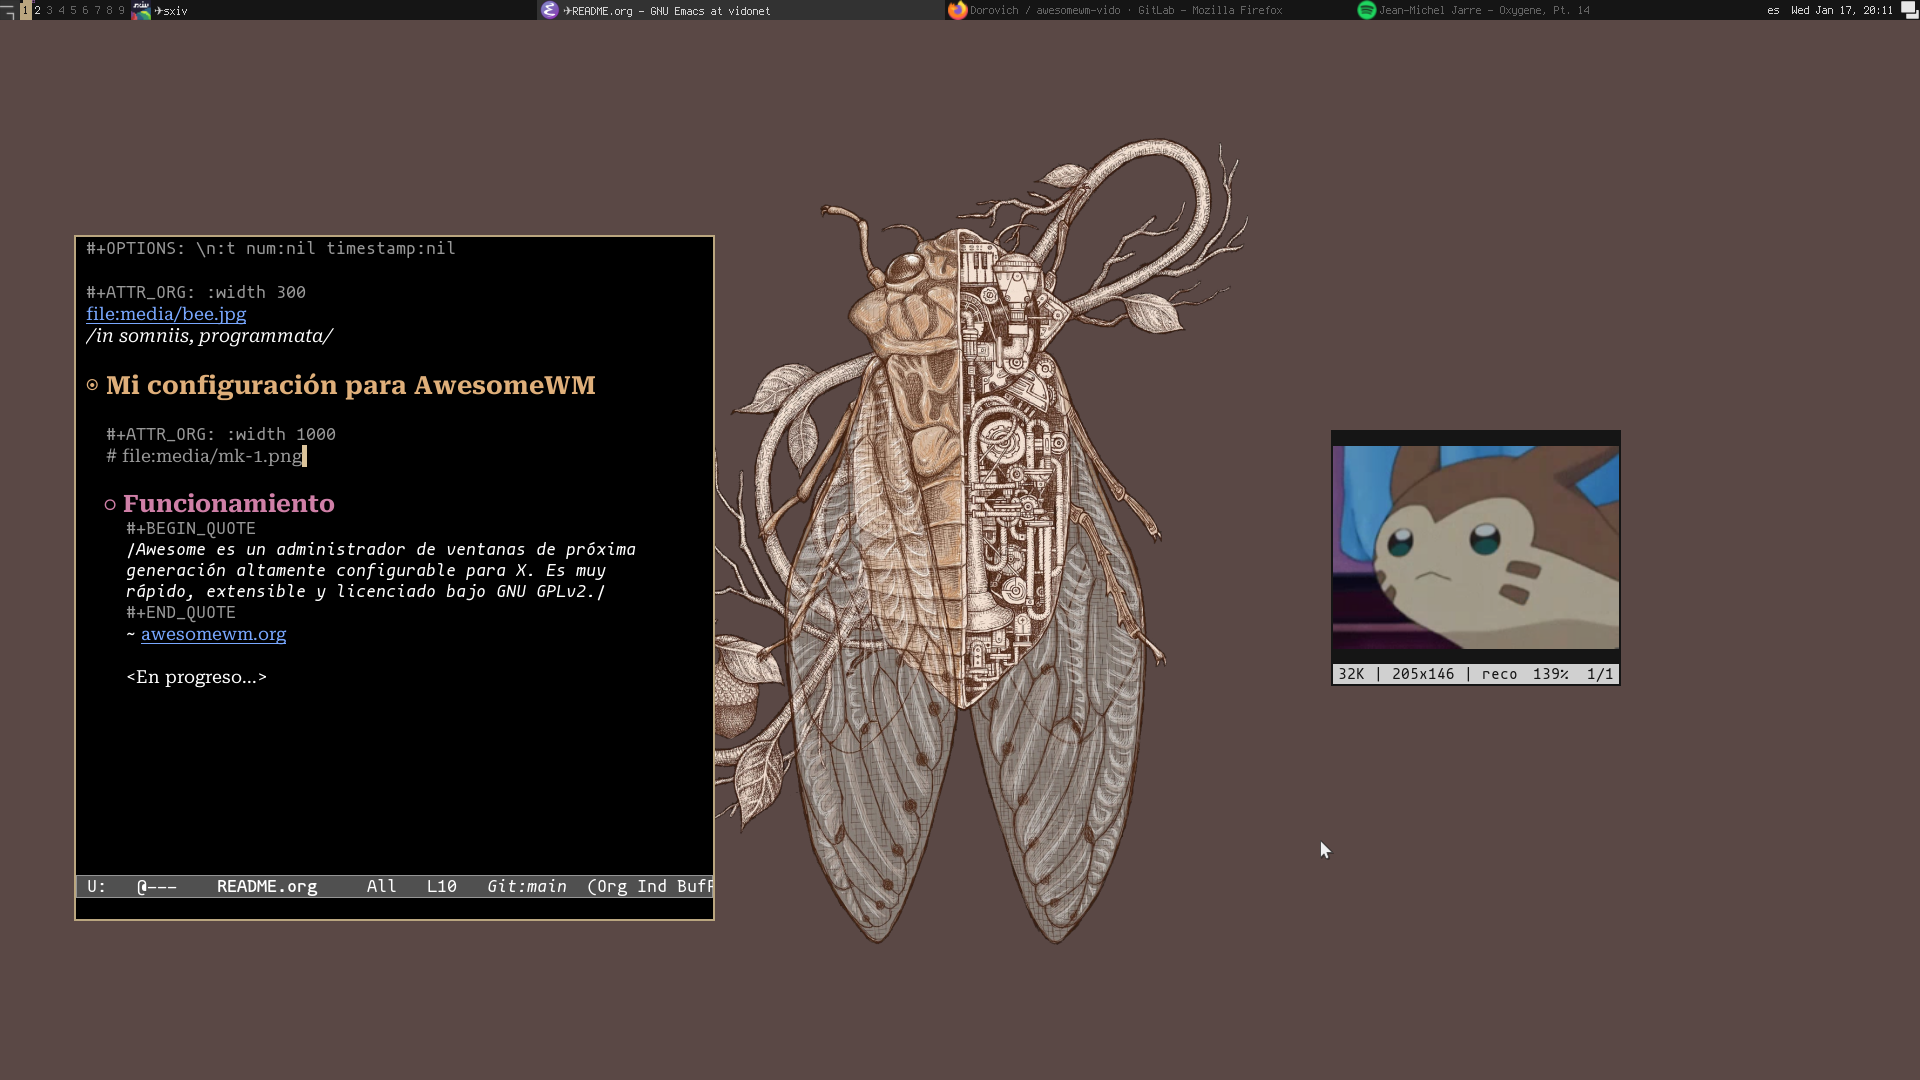 1 2 3 4 5 6 7 8 9 ✈sxiv ✈README.org – GNU Emacs at vidonet Dorovich / awesomewm-vido · GitLab — Mozilla Firefox Jean-Michel Jarre – Oxygene, Pt. 14 es Wed Jan 17, 20:11
#+OPTIONS: \n:t num:nil timestamp:nil
#+ATTR_ORG: :width 300
file:media/bee.jpg
/in somniis, programmata/
Mi configuración para AwesomeWM
#+ATTR_ORG: :width 1000
# file:media/mk-1.png
Funcionamiento
#+BEGIN_QUOTE
/Awesome es un administrador de ventanas de próxima
generación altamente configurable para X. Es muy
rápido, extensible y licenciado bajo GNU GPLv2./
#+END_QUOTE
~ awesomewm.org
<En progreso...>
U: @--- README.org All L10 Git:main (Org Ind BufF
32K | 205x146 | reco 139% 1/1